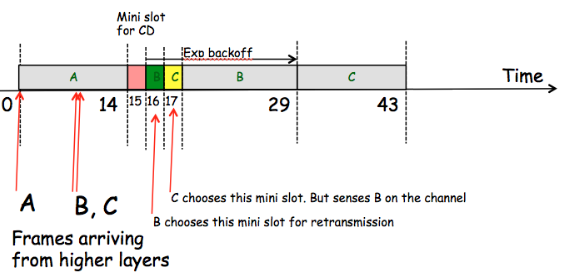 Mini slot
for CD
Exp backoff
A
B
C
B
C
Time
0
14
15
16
17
29
43
C chooses this mini slot. But senses B on the channel
A
B, C
B chooses this mini slot for retransmission
Frames arriving
from higher layers